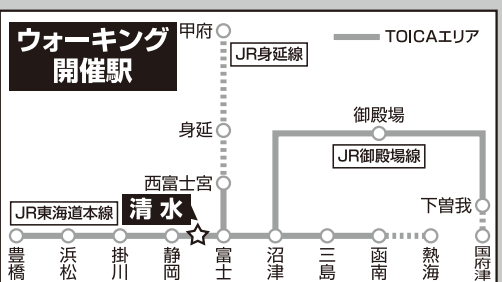 ウォーキング
開催駅
甲府
JR身延線
TOICAエリア
身延
御殿場
JR御殿場線
西富士宮
JR東海道本線
清水
下曽我
豊橋
浜松
掛川
静岡
富士
沼津
三島
函南
熱海
国府津